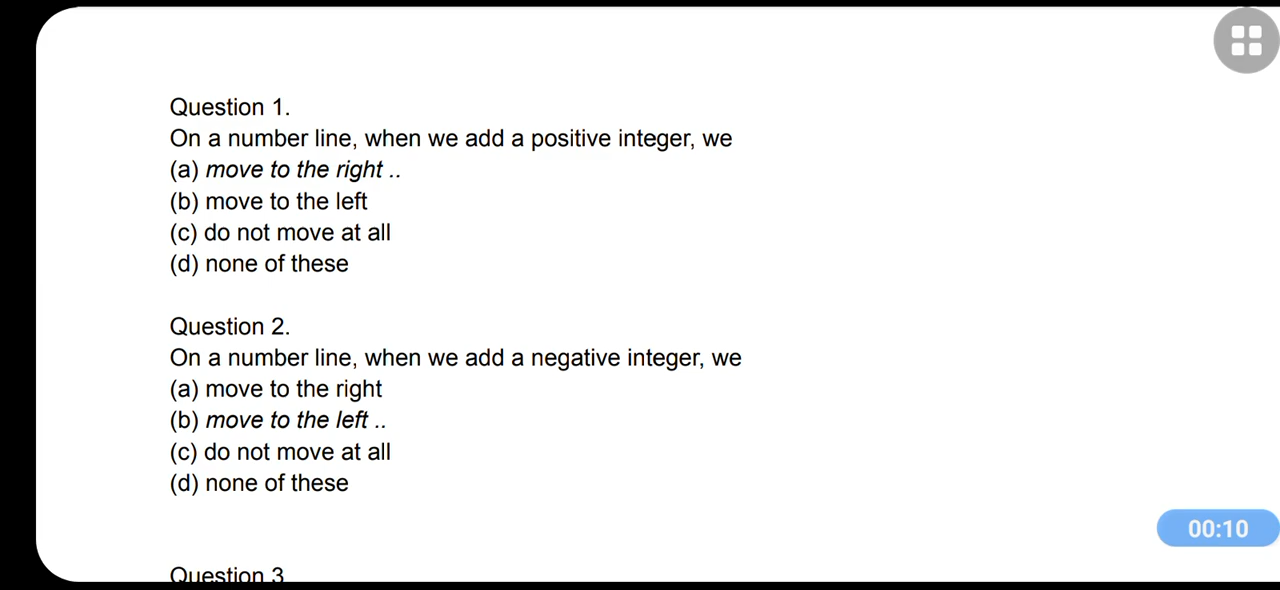 Question 1.
On a number line, when we add a positive integer, we
(a) move to the right ..
(b) move to the left
(c) do not move at all
(d) none of these
Question 2.
On a number line, when we add a negative integer, we
(a) move to the right
(b) move to the left ..
(c) do not move at all
(d) none of these
00:10
Question 3